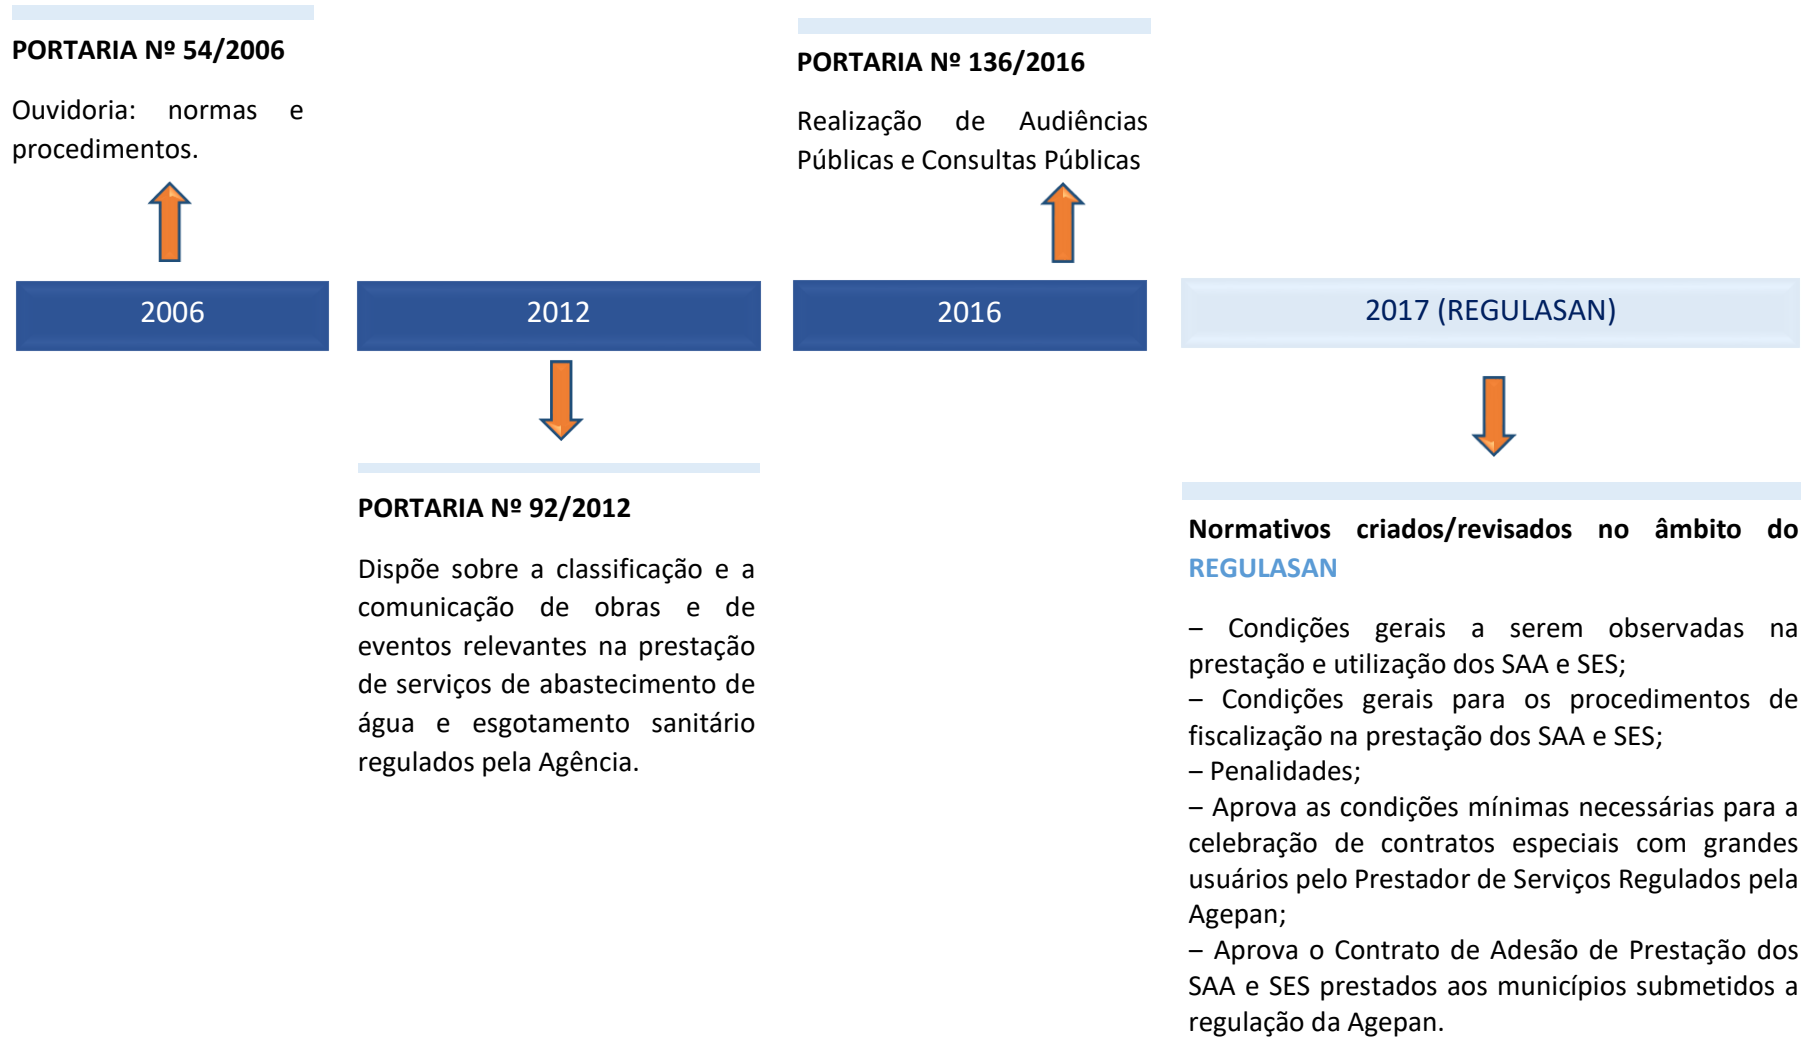 PORTARIA Nº 54/2006
Ouvidoria: normas e
procedimentos.
PORTARIA Nº 136/2016
Realização de Audiências
Públicas e Consultas Públicas
2006
2012
2016
2017 (REGULASAN)
PORTARIA Nº 92/2012
Dispõe sobre a classificação e a
comunicação de obras e de
eventos relevantes na prestação
de serviços de abastecimento de
água e esgotamento sanitário
regulados pela Agência.
Normativos criados/revisados no âmbito do
REGULASAN
– Condições gerais a serem observadas na
prestação e utilização dos SAA e SES;
– Condições gerais para os procedimentos de
fiscalização na prestação dos SAA e SES;
– Penalidades;
– Aprova as condições mínimas necessárias para a
celebração de contratos especiais com grandes
usuários pelo Prestador de Serviços Regulados pela
Agepan;
– Aprova o Contrato de Adesão de Prestação dos
SAA e SES prestados aos municípios submetidos a
regulação da Agepan.